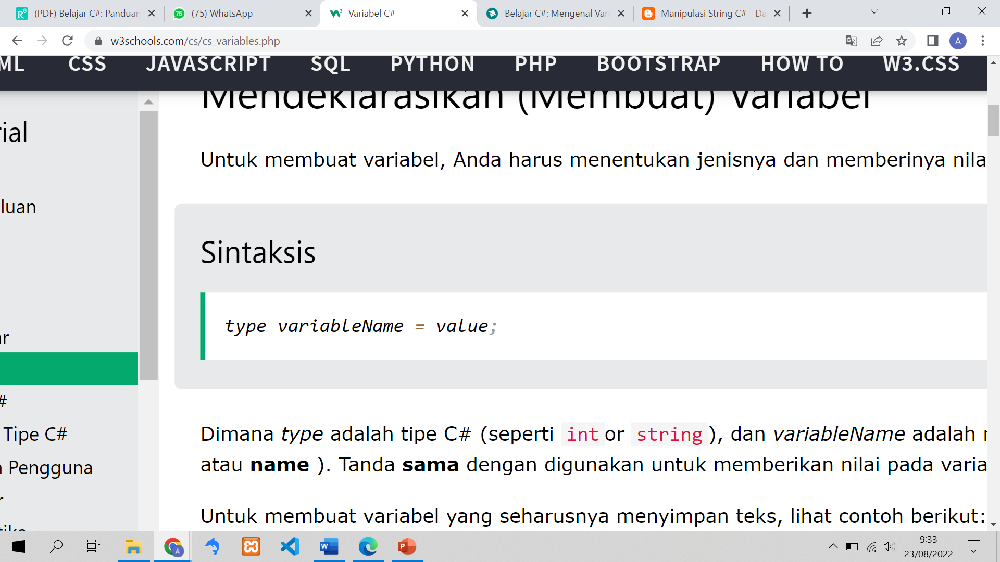 (PDF) Belajar C#: Panduan
(75) WhatsApp
Variabel C#
Belajar C#: Mengenal Vari
Manipulasi String C# - Da
w3schools.com/cs/cs_variables.php
A
ML CSS JAVASCRIPT SQL PYTHON PHP BOOTSTRAP HOW TO W3.CSS
Mendeklarasikan (Membuat) Variabel
rial
Untuk membuat variabel, Anda harus menentukan jenisnya dan memberinya nila
luan
Sintaksis
type variableName = value;
ar
#
Tipe C#
Dimana type adalah tipe C# (seperti int or string ), dan variableName adalah
Pengguna
atau name ). Tanda sama dengan digunakan untuk memberikan nilai pada varia
r
Untuk membuat variabel yang seharusnya menyimpan teks, lihat contoh berikut:
tika
9:33
23/08/2022